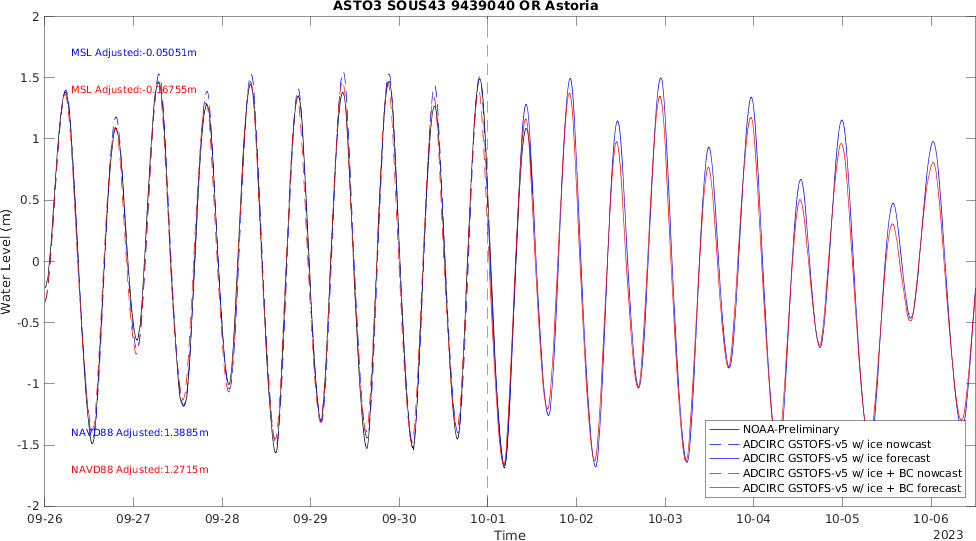 ASTO3 SOUS43 9439040 OR Astoria
2
1.5
1
0.5
0
-0.5
-1
-1.5
-2
Water Level (m)
MSL Adjusted:-0.05051m
MSL Adjusted:-0.16755m
NAVD88 Adjusted:1.3885m
NAVD88 Adjusted:1.2715m
NOAA-Preliminary
ADCIRC GSTOFS-v5 w/ ice nowcast
ADCIRC GSTOFS-v5 w/ ice forecast
ADCIRC GSTOFS-v5 w/ ice + BC nowcast
ADCIRC GSTOFS-v5 w/ ice + BC forecast
09-26 09-27 09-28 09-29 09-30 10-01 10-02 10-03 10-04 10-05 10-06
Time
2023